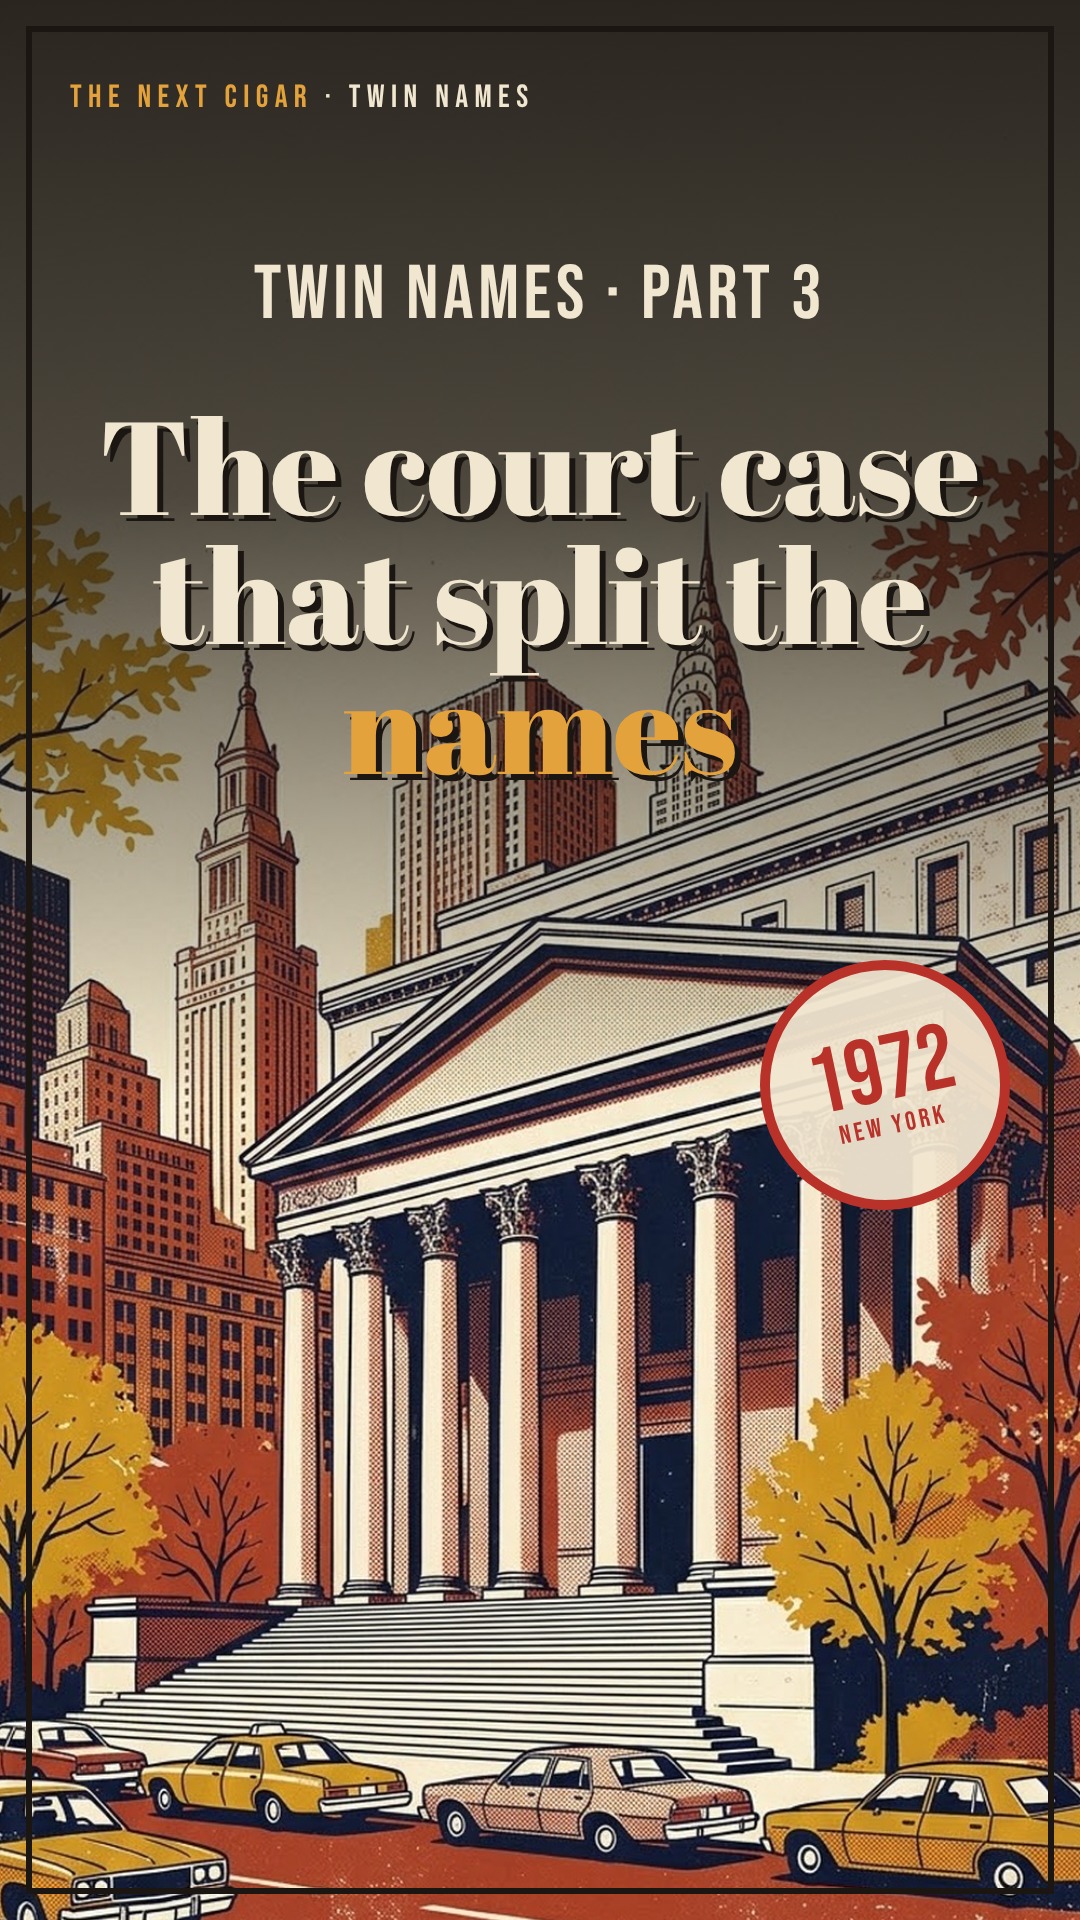 THE NEXT CIGAR · TWIN NAMES
TWIN NAMES · PART 3
The court case
that split the
names
1972
NEW YORK